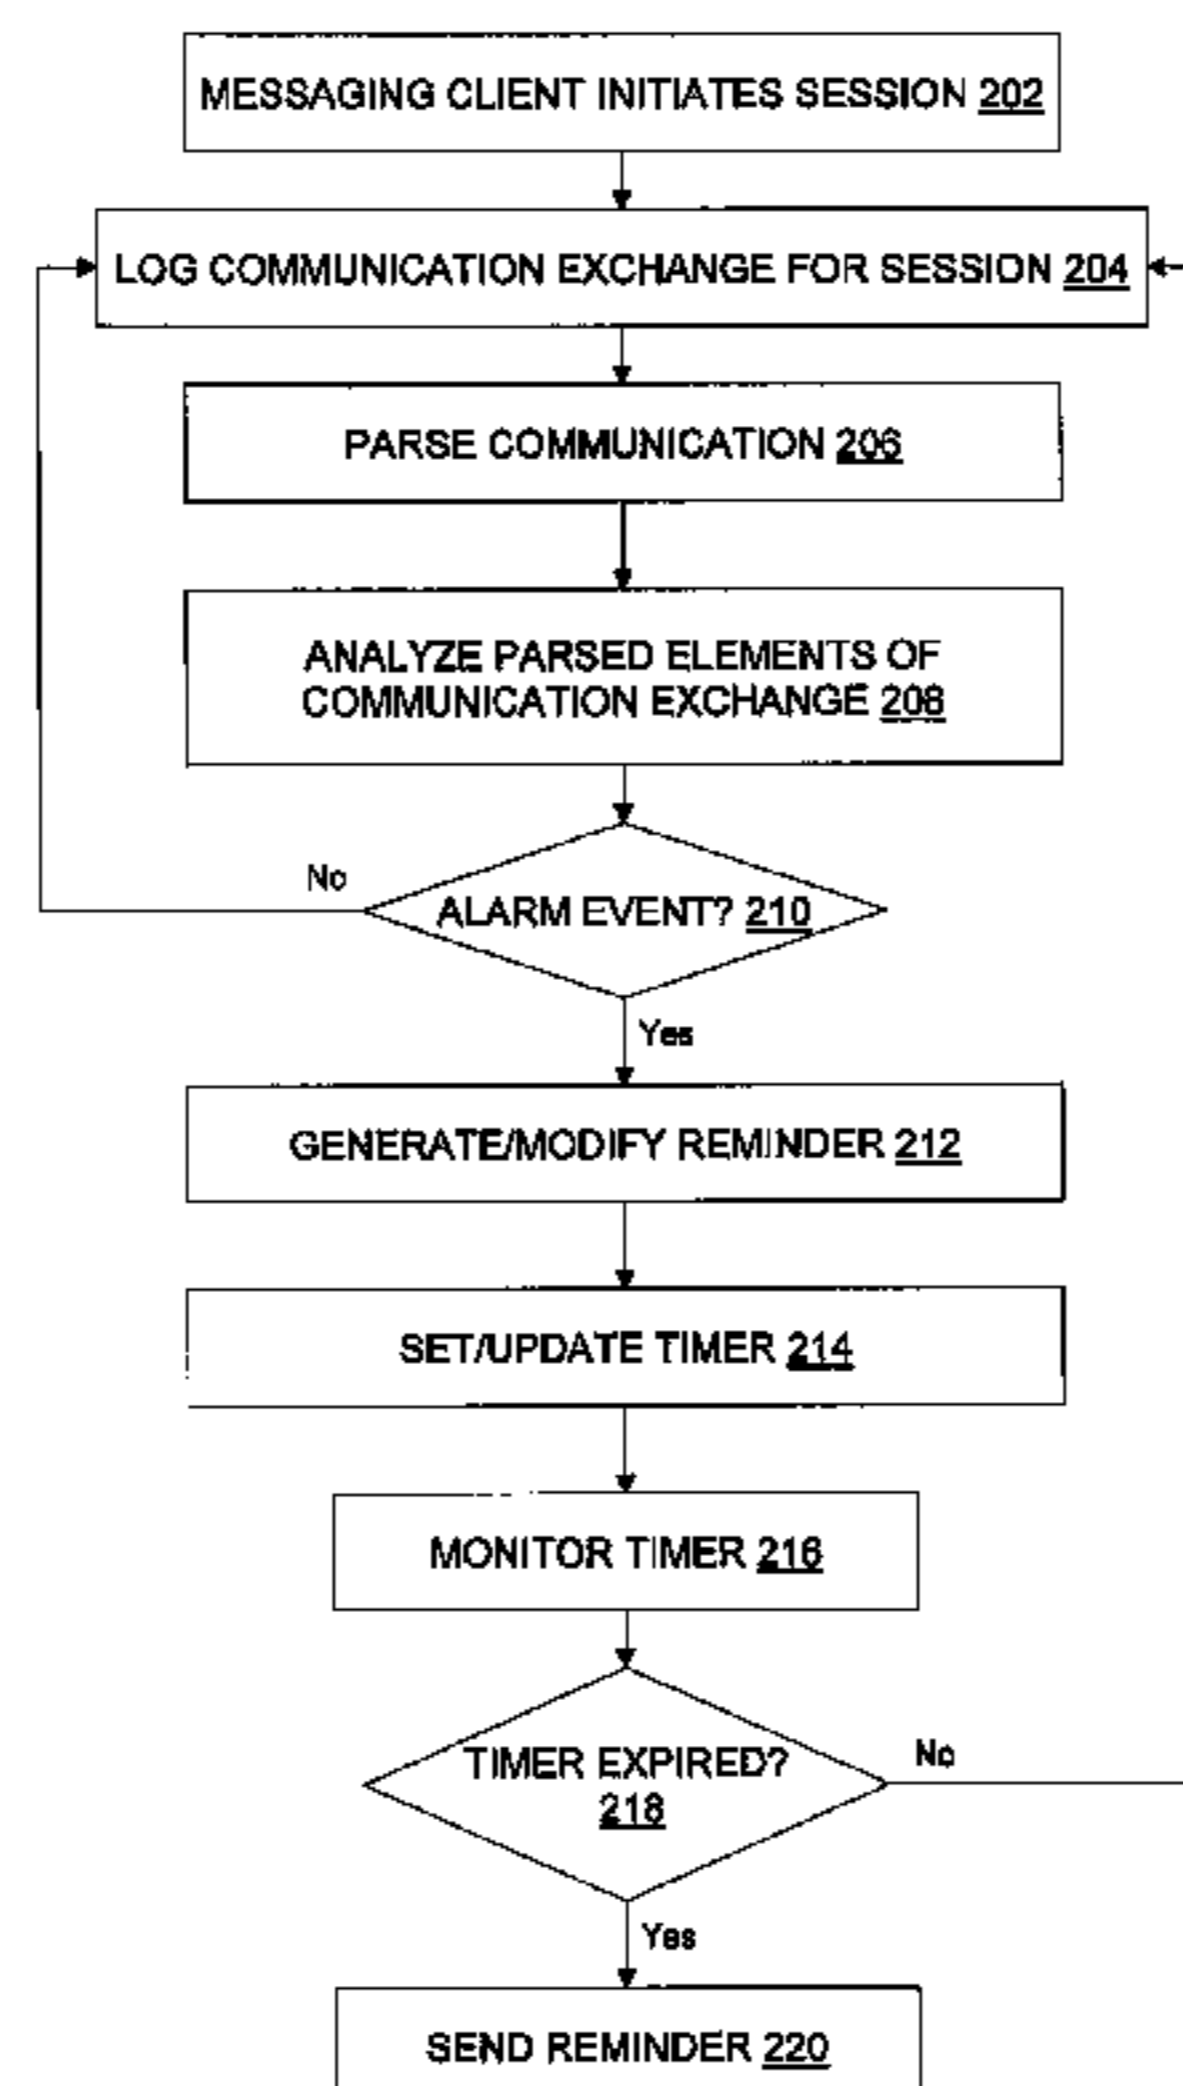 MESSAGING CLIENT INITIATES SESSION 202
LOG COMMUNICATION EXCHANGE FOR SESSION 204
PARSE COMMUNICATION 206
ANALYZE PARSED ELEMENTS OF
COMMUNICATION EXCHANGE 208
No
ALARM EVENT? 210
Yes
GENERATE/MODIFY REMINDER 212
SET/UPDATE TIMER 214
MONITOR TIMER 216
No
TIMER EXPIRED?
218
Yes
SEND REMINDER 220